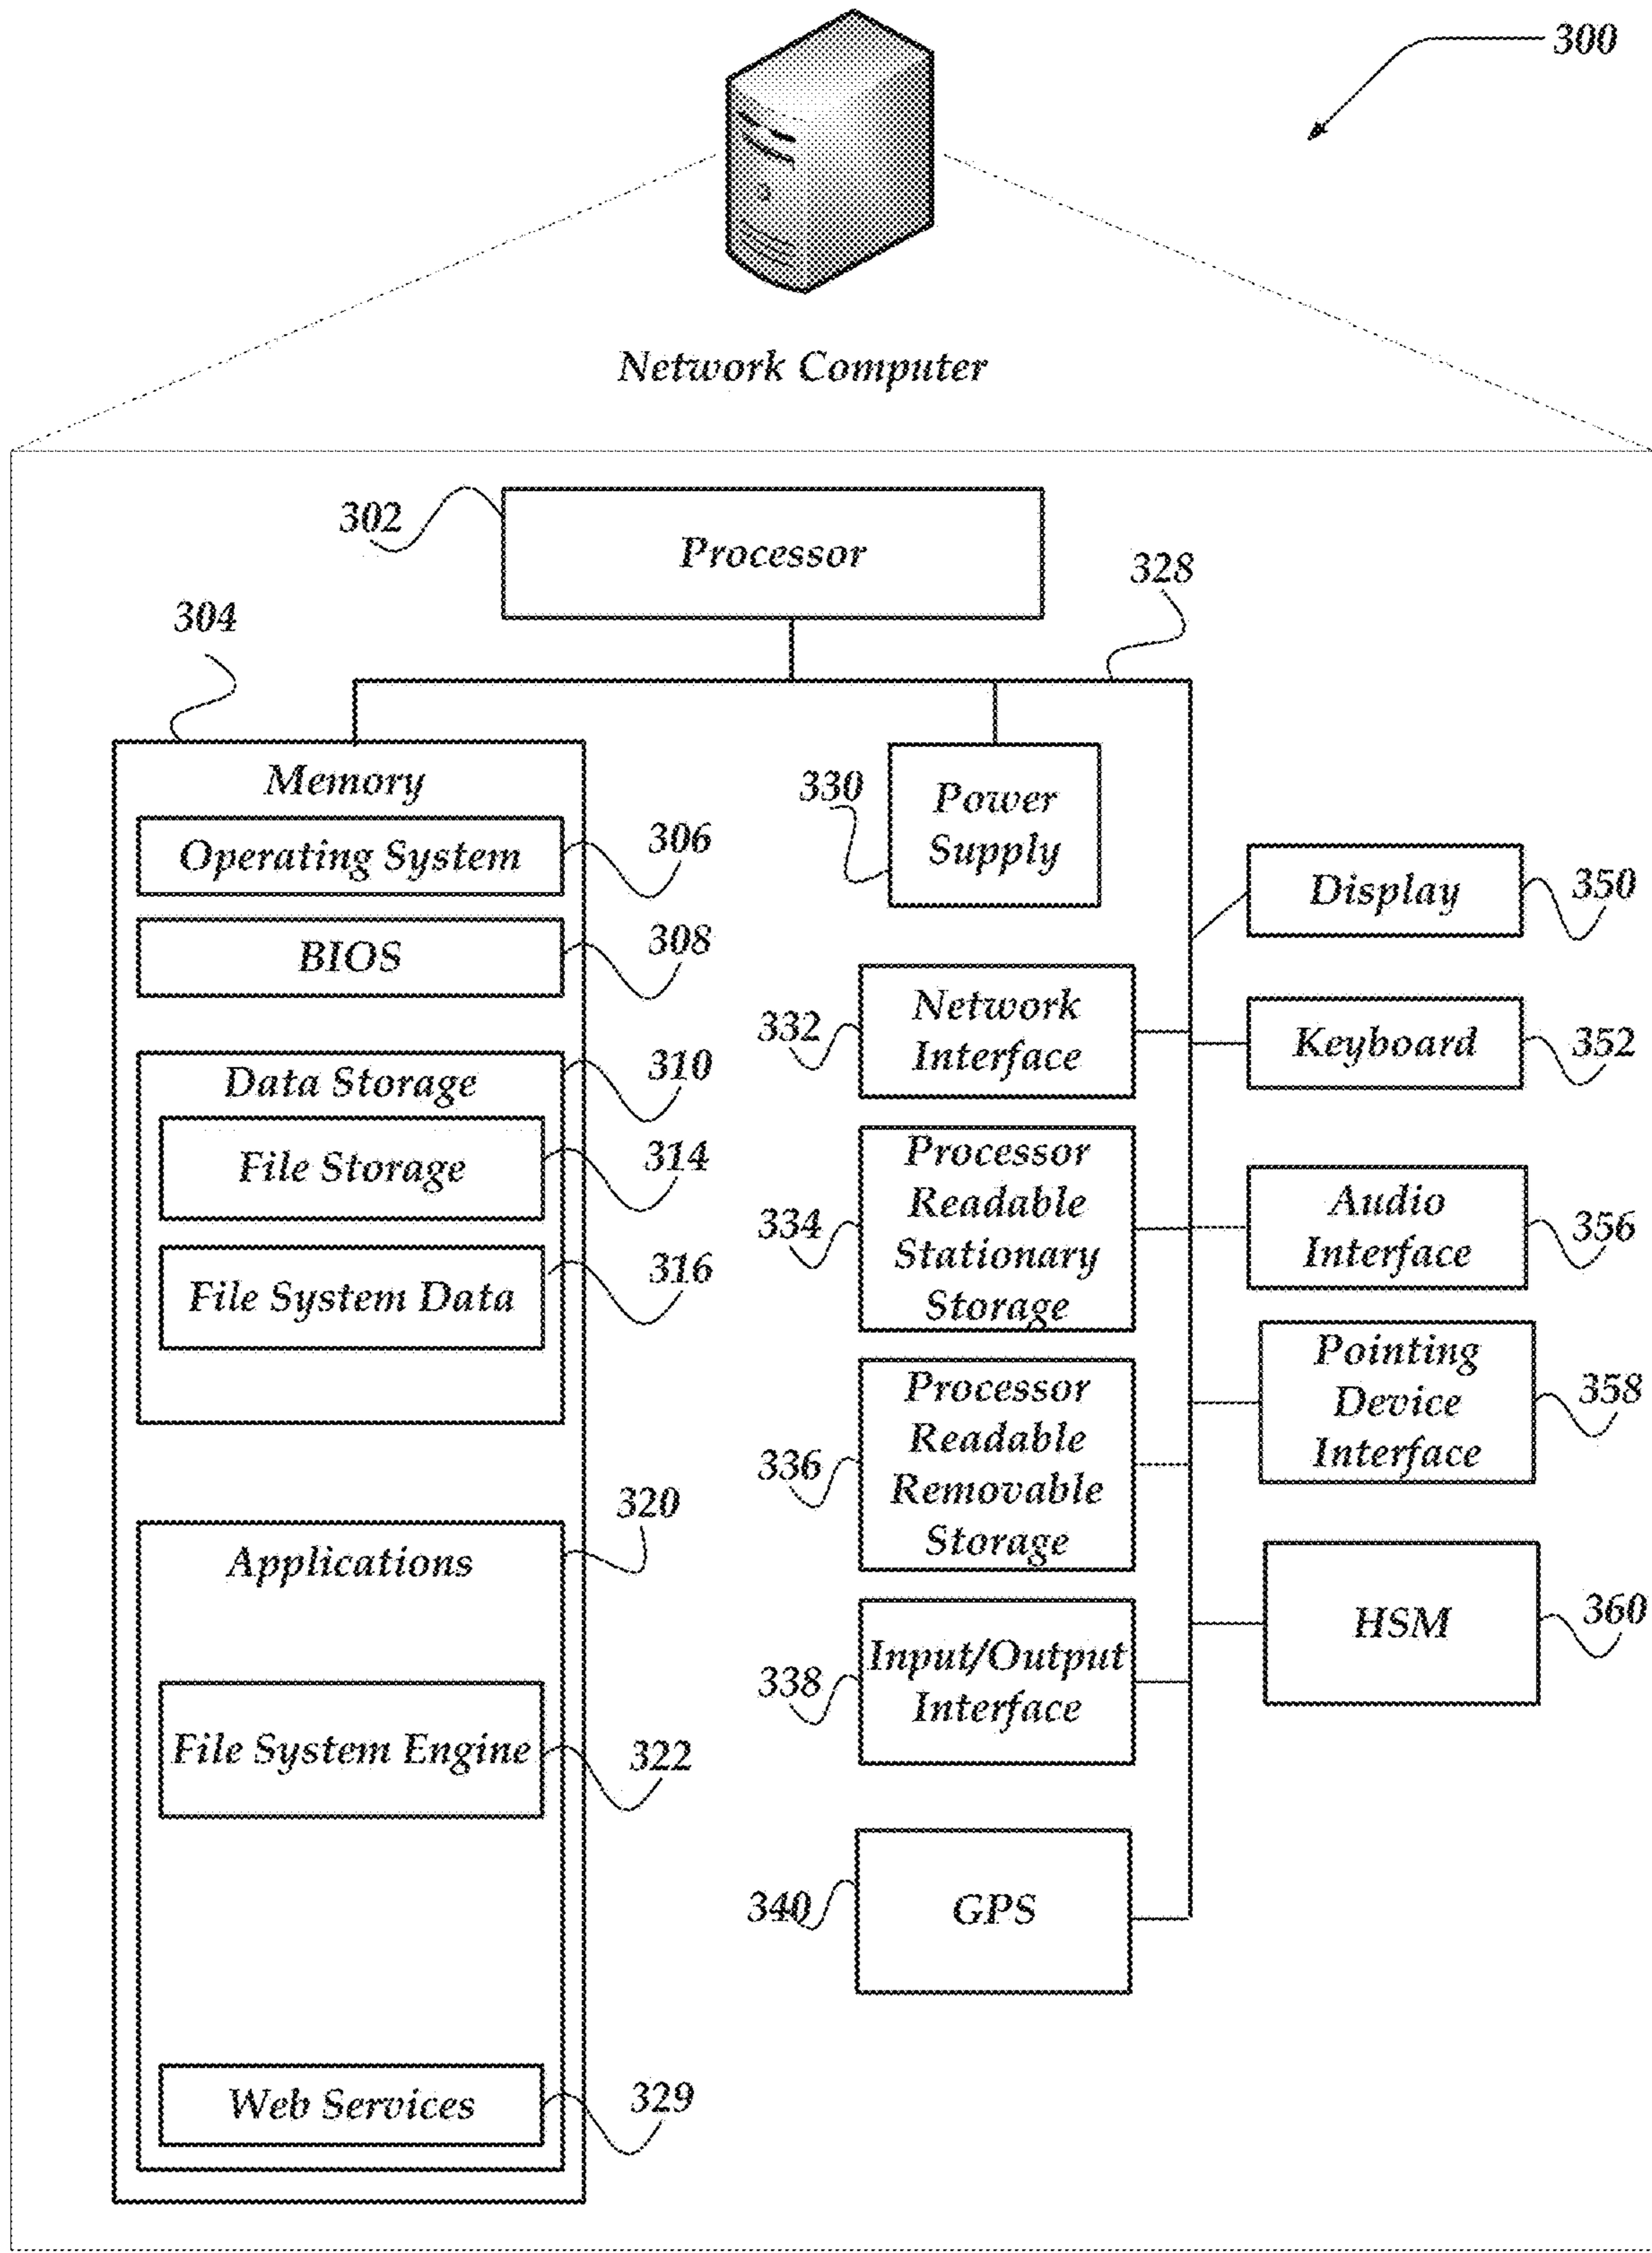 300
Network Computer
302
Processor
328
304
Memory
Operating System
306
BIOS
308
Data Storage
310
File Storage
314
File System Data
316
Applications
320
File System Engine
322
Web Services
329
330
Power
Supply
332
Network
Interface
334
Processor
Readable
Stationary
Storage
336
Processor
Readable
Removable
Storage
338
Input/Output
Interface
340
GPS
Display
350
Keyboard
352
Audio
Interface
356
Pointing
Device
Interface
358
HSM
360